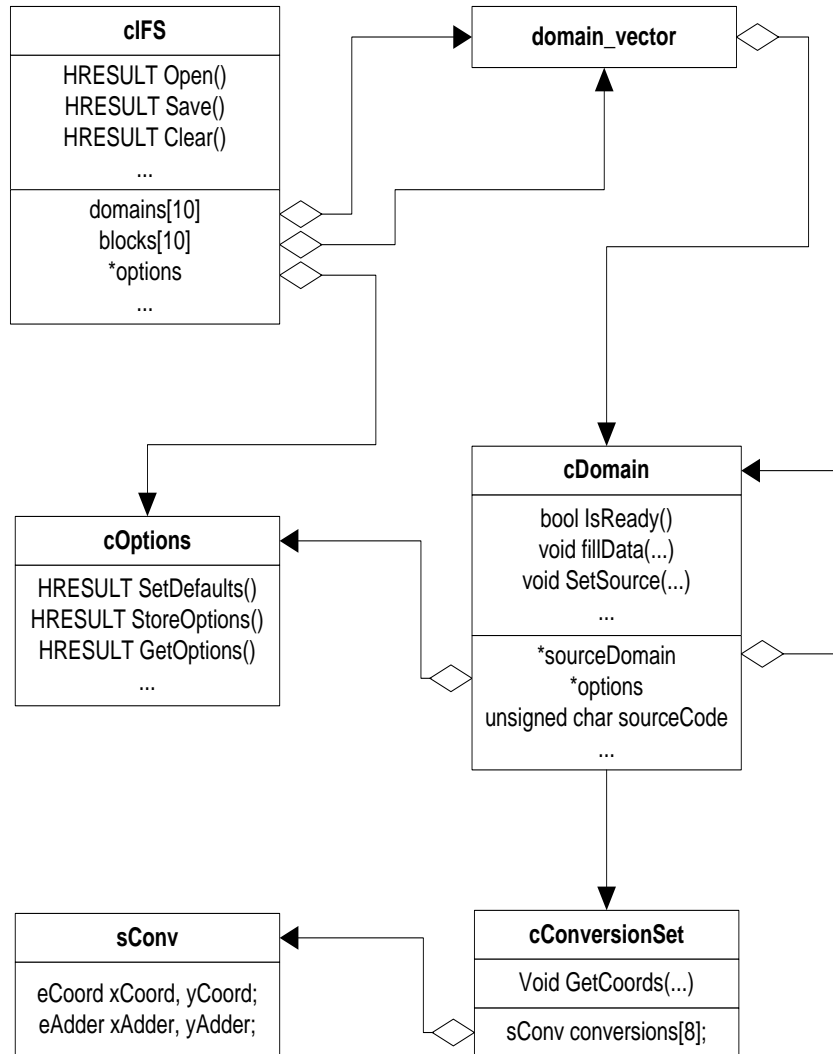 cIFS
HRESULT Open()
HRESULT Save()
HRESULT Clear()
...
domains[10]
blocks[10]
*options
...
domain_vector
cDomain
bool IsReady()
void fillData(...)
void SetSource(...)
...
*sourceDomain
*options
unsigned char sourceCode
...
cOptions
HRESULT SetDefaults()
HRESULT StoreOptions()
HRESULT GetOptions()
...
sConv
eCoord xCoord, yCoord;
eAdder xAdder, yAdder;
cConversionSet
Void GetCoords(...)
sConv conversions[8];